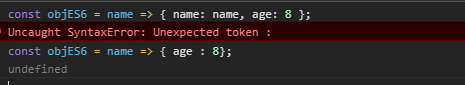 const objES6 = name => { name: name, age: 8 };
Uncaught SyntaxError: Unexpected token :
const objES6 = name => { age : 8};
undefined